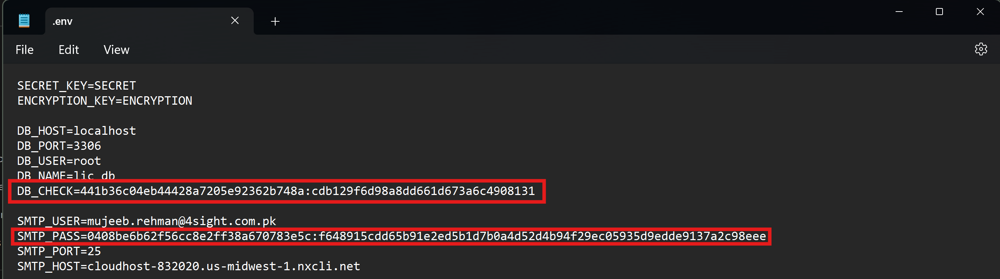 .env
File Edit View
SECRET_KEY=SECRET
ENCRYPTION_KEY=ENCRYPTION
DB_HOST=localhost
DB_PORT=3306
DB_USER=root
DB_NAME=lic_db
DB_CHECK=441b36c04eb44428a7205e92362b748a:cdb129f6d98a8dd661d673a6c4908131
SMTP_USER=mujeeb.rehman@4sight.com.pk
SMTP_PASS=0408be6b62f56cc8e2ff38a670783e5c:f648915cdd65b91e2ed5b1d7b0a4d52d4b94f29ec05935d9edde9137a2c98eee
SMTP_PORT=25
SMTP_HOST=cloudhost-832020.us-midwest-1.nxcli.net